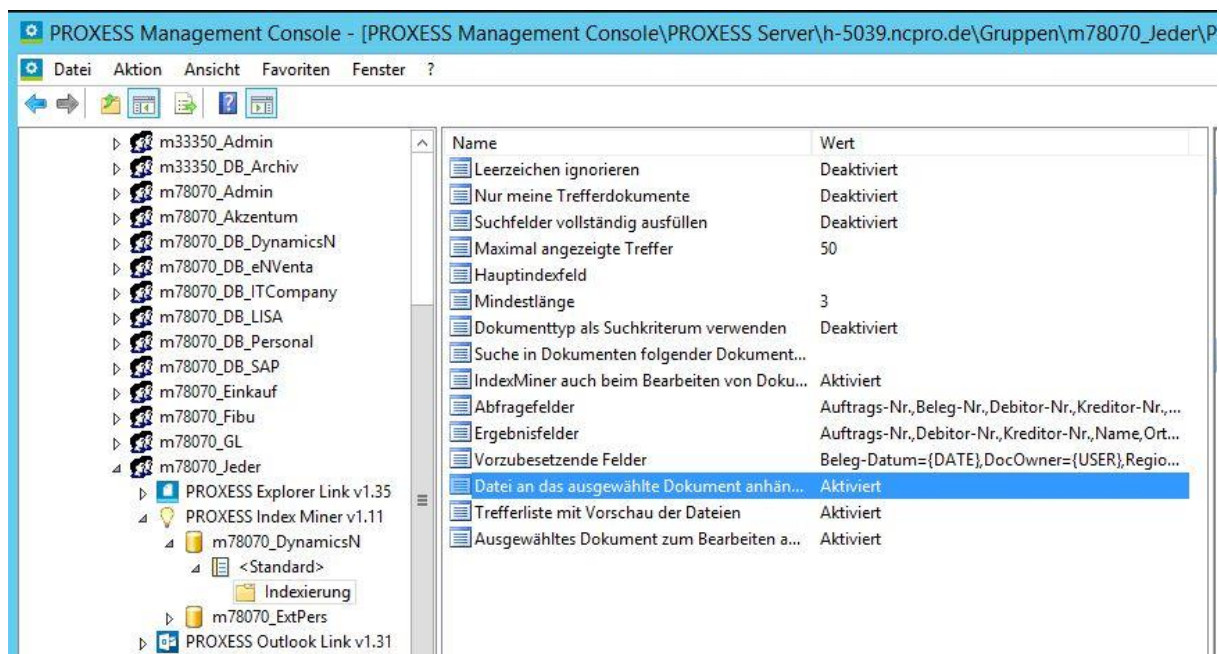 PROXESS Management Console - [PROXESS Management Console\PROXESS Server\h-5039.ncpro.de\Gruppen\m78070_Jeder\P
Datei Aktion Ansicht Favoriten Fenster ?
m33350_Admin
m33350_DB_Archiv
m78070_Admin
m78070_Akzentum
m78070_DB_DynamicsN
m78070_DB_eNVenta
m78070_DB_ITCompany
m78070_DB_LISA
m78070_DB_Personal
m78070_DB_SAP
m78070_Einkauf
m78070_Fibu
m78070_GL
m78070_Jeder
PROXESS Explorer Link v1.35
PROXESS Index Miner v1.11
m78070_DynamicsN
<Standard>
Indexierung
m78070_ExtPers
PROXESS Outlook Link v1.31
Name Wert
Leerzeichen ignorieren Deaktiviert
Nur meine Trefferdokumente Deaktiviert
Suchfelder vollständig ausfüllen Deaktiviert
Maximal angezeigte Treffer 50
Hauptindexfeld
Mindestlänge 3
Dokumenttyp als Suchkriterum verwenden Deaktiviert
Suche in Dokumenten folgender Dokument...
IndexMiner auch beim Bearbeiten von Doku... Aktiviert
Abfragefelder Auftrags-Nr.,Beleg-Nr.,Debitor-Nr.,Kreditor-Nr.,...
Ergebnisfelder Auftrags-Nr.,Debitor-Nr.,Kreditor-Nr.,Name,Ort...
Vorzubesetzende Felder Beleg-Datum={DATE},DocOwner={USER},Regio...
Datei an das ausgewählte Dokument anhän... Aktiviert
Trefferliste mit Vorschau der Dateien Aktiviert
Ausgewähltes Dokument zum Bearbeiten a... Aktiviert